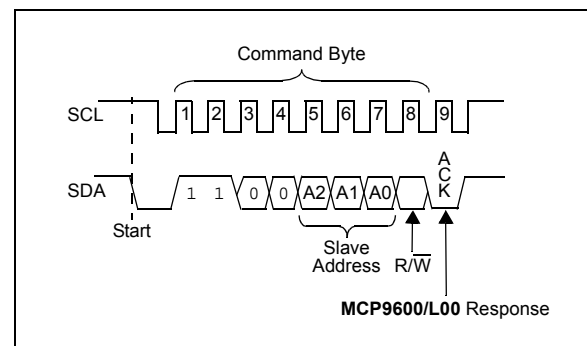 Command Byte
SCL 1 2 3 4 5 6 7 8 9
SDA 1 1 0 0 A2 A1 A0 ACK
Start
Slave Address
R/W̅
MCP9600/L00 Response